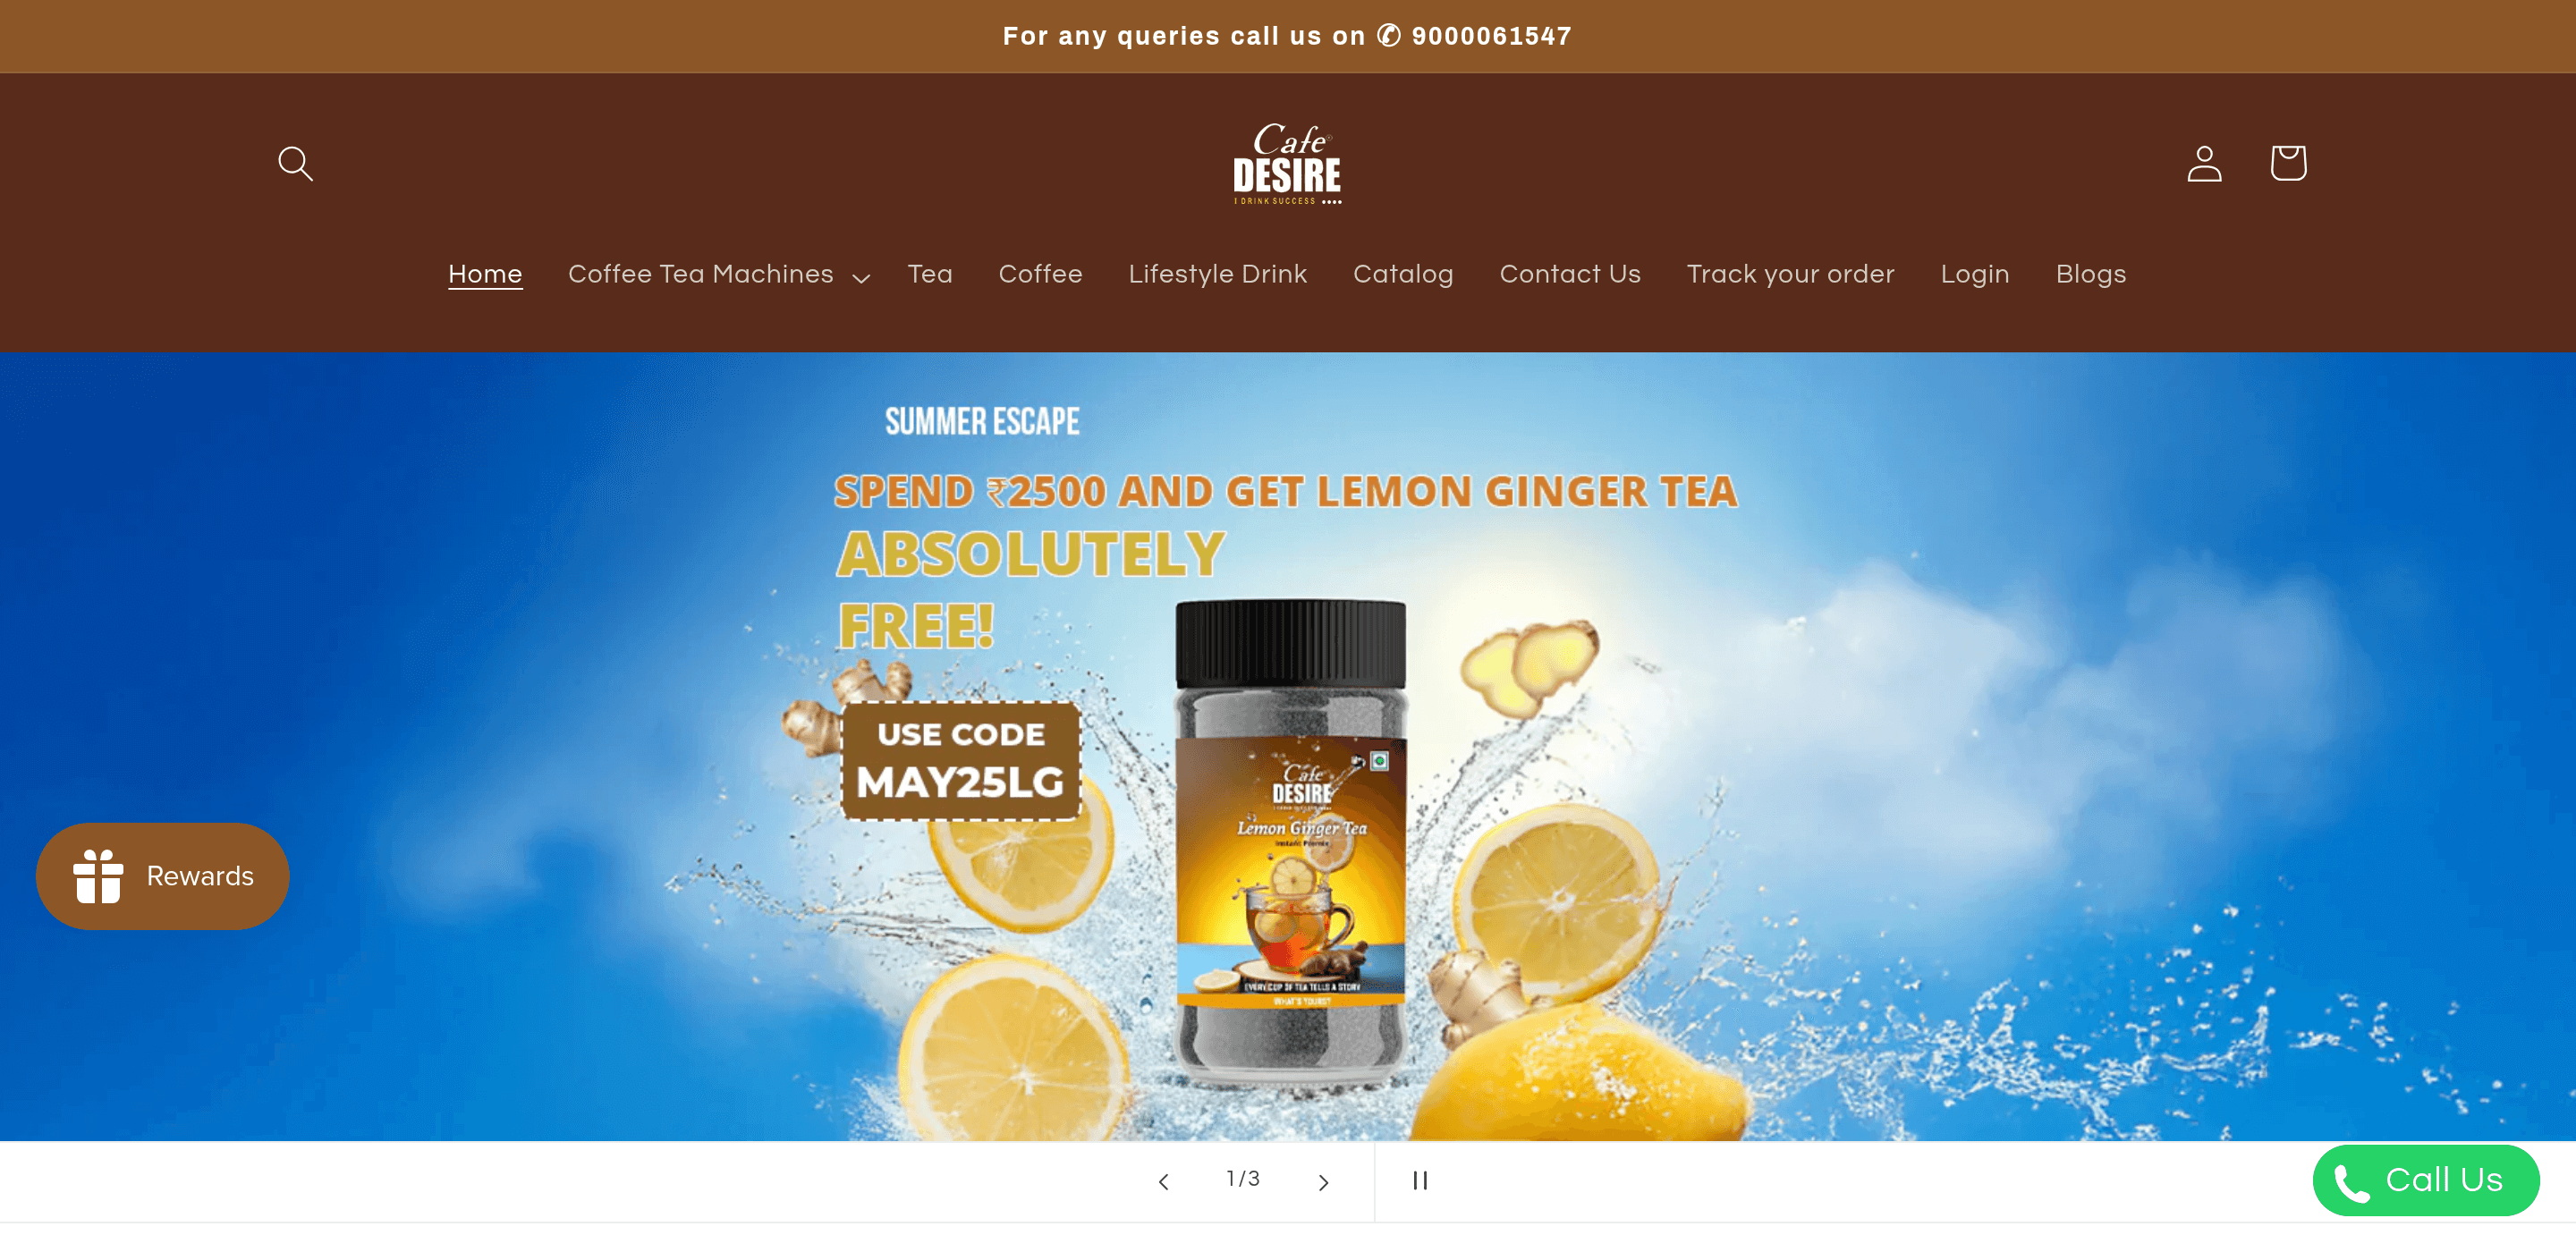 For any queries call us on ✆ 9000061547
Cafe®
DESIRE
I DRINK SUCCESS
Home Coffee Tea Machines Tea Coffee Lifestyle Drink Catalog Contact Us Track your order Login Blogs
SUMMER ESCAPE
SPEND ₹2500 AND GET LEMON GINGER TEA
ABSOLUTELY
FREE!
USE CODE
MAY25LG
Cafe
DESIRE
Lemon Ginger Tea
Instant Premix
EVERY CUP OF TEA TELLS A STORY
WHAT'S YOURS?
Rewards
1/3
Call Us